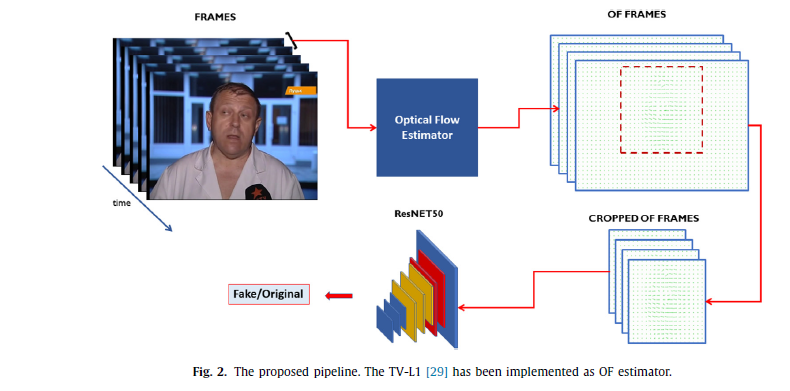 FRAMES
OF FRAMES
Optical Flow
Estimator
time
ResNET50
CROPPED OF FRAMES
Fake/Original
Fig. 2. The proposed pipeline. The TV-L1 [29] has been implemented as OF estimator.